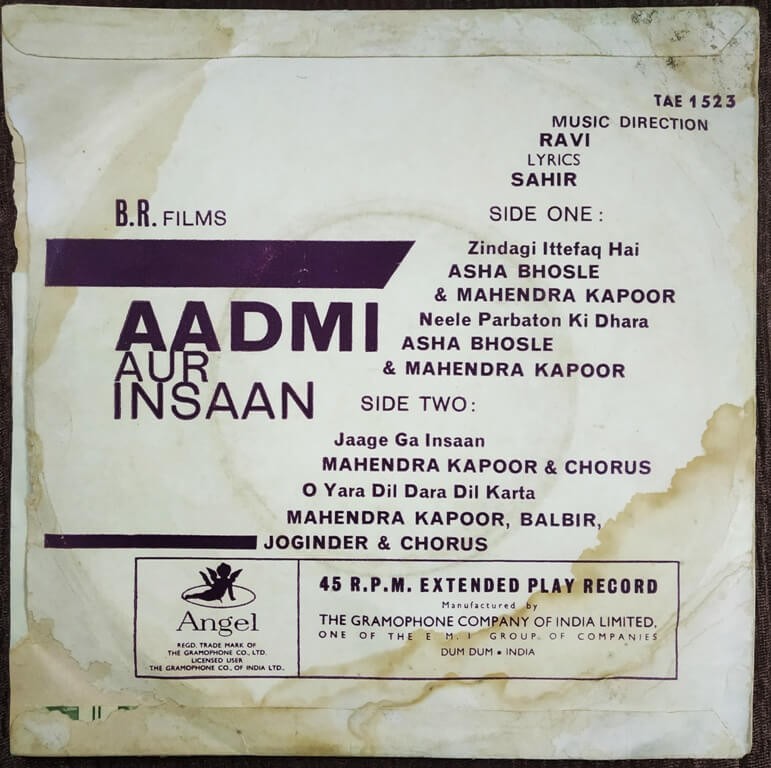 TAE 1523
MUSIC DIRECTION
RAVI
LYRICS
SAHIR
B.R. FILMS
AADMI
AUR
INSAAN
SIDE ONE :
Zindagi Ittefaq Hai
ASHA BHOSLE
& MAHENDRA KAPOOR
Neele Parbaton Ki Dhara
ASHA BHOSLE
& MAHENDRA KAPOOR
SIDE TWO :
Jaage Ga Insaan
MAHENDRA KAPOOR & CHORUS
O Yara Dil Dara Dil Karta
MAHENDRA KAPOOR, BALBIR,
JOGINDER & CHORUS
Angel
REGD. TRADE MARK OF
THE GRAMOPHONE CO., LTD.
LICENSED USER
THE GRAMOPHONE CO., OF INDIA LTD.,
45 R.P.M. EXTENDED PLAY RECORD
Manufactured by
THE GRAMOPHONE COMPANY OF INDIA LIMITED,
ONE OF THE E M I GROUP OF COMPANIES
DUM DUM • INDIA